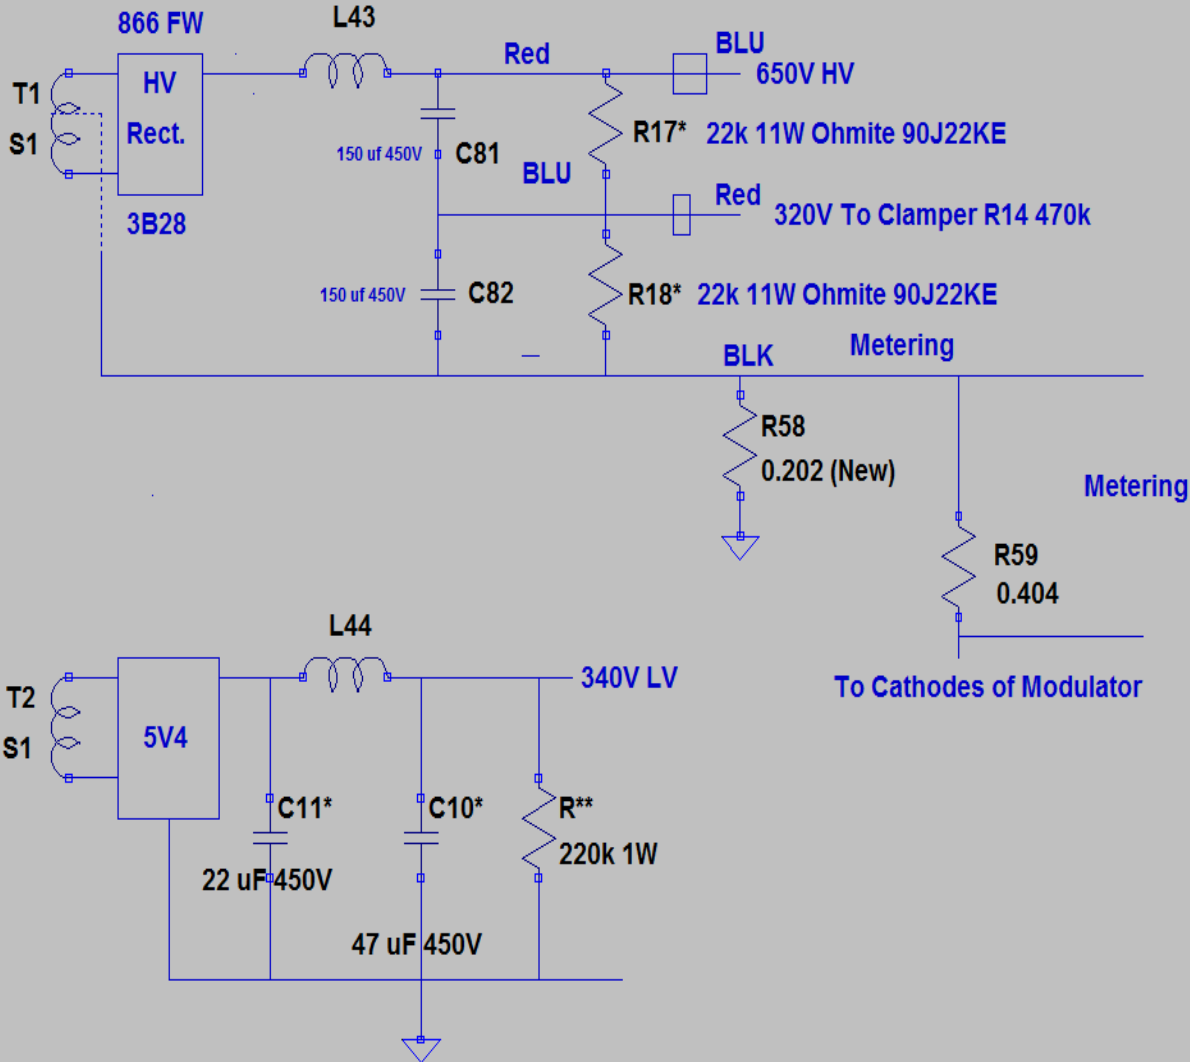 866 FW
L43
T1
S1
HV
Rect.
3B28
Red
BLU
650V HV
R17*
22k 11W Ohmite 90J22KE
150 uf 450V
C81
BLU
Red
320V To Clamper R14 470k
150 uf 450V
C82
R18*
22k 11W Ohmite 90J22KE
BLK
Metering
R58
0.202 (New)
Metering
R59
0.404
To Cathodes of Modulator
L44
T2
S1
5V4
340V LV
C11*
22 uF 450V
C10*
47 uF 450V
R**
220k 1W